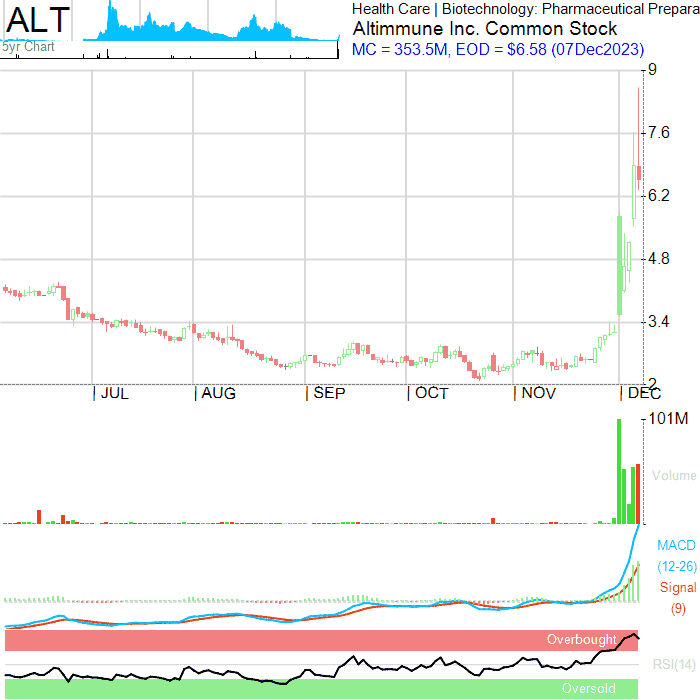 ALT
5yr Chart
Health Care | Biotechnology: Pharmaceutical Prepara
Altimmune Inc. Common Stock
MC = 353.5M, EOD = $6.58 (07Dec2023)
9
7.6
6.2
4.8
3.4
2
| JUL | AUG | SEP | OCT | NOV | DEC
101M
Volume
MACD
(12-26)
Signal
(9)
Overbought
RSI(14)
Oversold